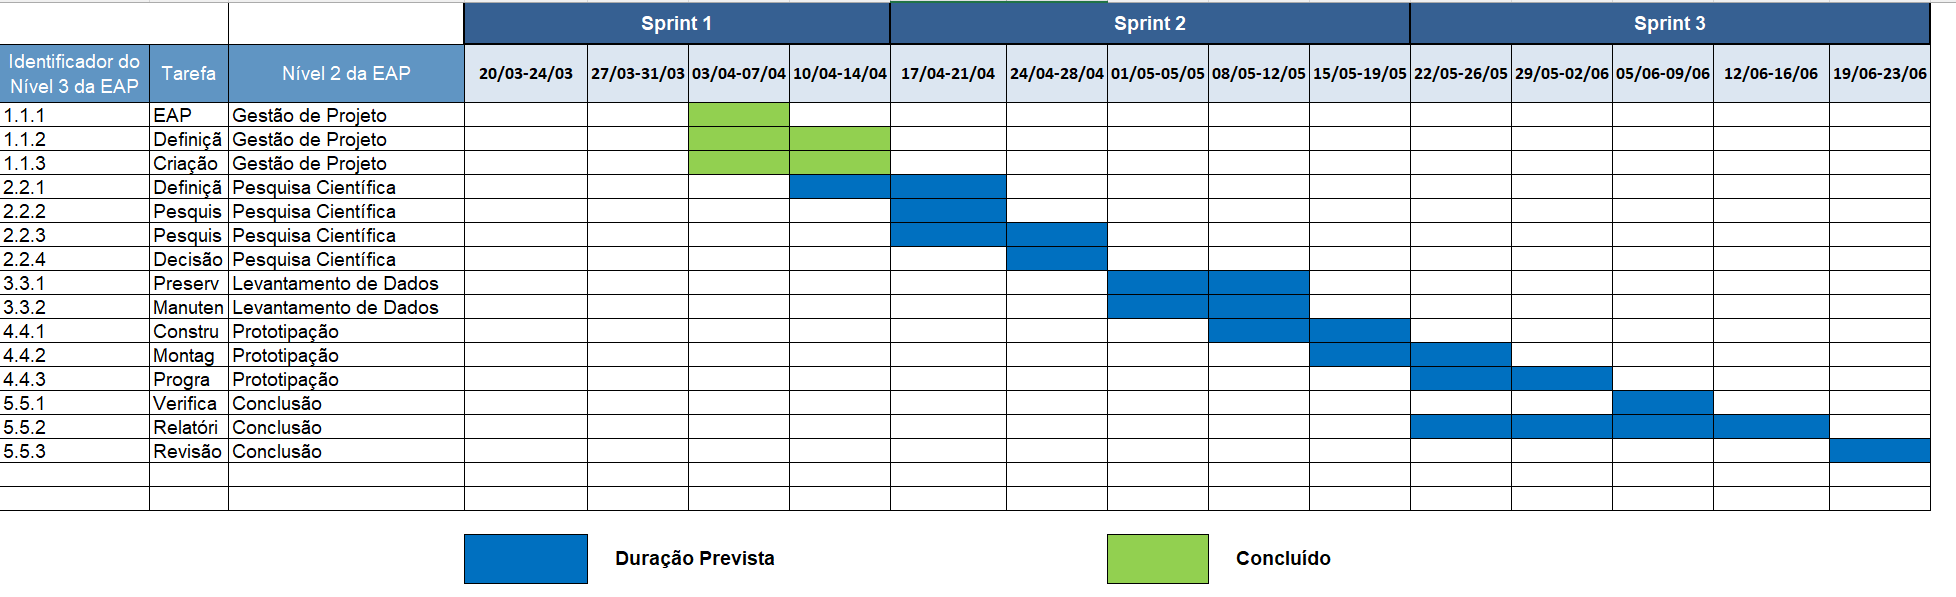 Sprint 1 Sprint 2 Sprint 3
Identificador do
Nível 3 da EAP
Tarefa
Nível 2 da EAP
20/03-24/03 27/03-31/03 03/04-07/04 10/04-14/04 17/04-21/04 24/04-28/04 01/05-05/05 08/05-12/05 15/05-19/05 22/05-26/05 29/05-02/06 05/06-09/06 12/06-16/06 19/06-23/06
1.1.1 EAP Gestão de Projeto
1.1.2 Definiçã Gestão de Projeto
1.1.3 Criação Gestão de Projeto
2.2.1 Definiçã Pesquisa Científica
2.2.2 Pesquis Pesquisa Científica
2.2.3 Pesquis Pesquisa Científica
2.2.4 Decisão Pesquisa Científica
3.3.1 Preserv Levantamento de Dados
3.3.2 Manuten Levantamento de Dados
4.4.1 Constru Prototipação
4.4.2 Montag Prototipação
4.4.3 Progra Prototipação
5.5.1 Verifica Conclusão
5.5.2 Relatóri Conclusão
5.5.3 Revisão Conclusão
Duração Prevista Concluído